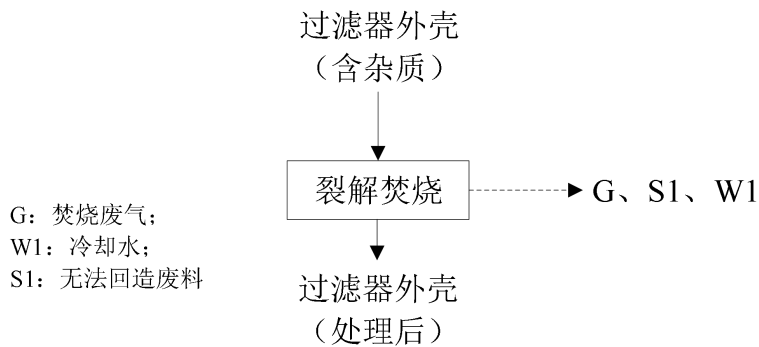 过滤器外壳
（含杂质）
裂解焚烧
G、S1、W1
G：焚烧废气；
W1：冷却水；
S1：无法回造废料
过滤器外壳
（处理后）